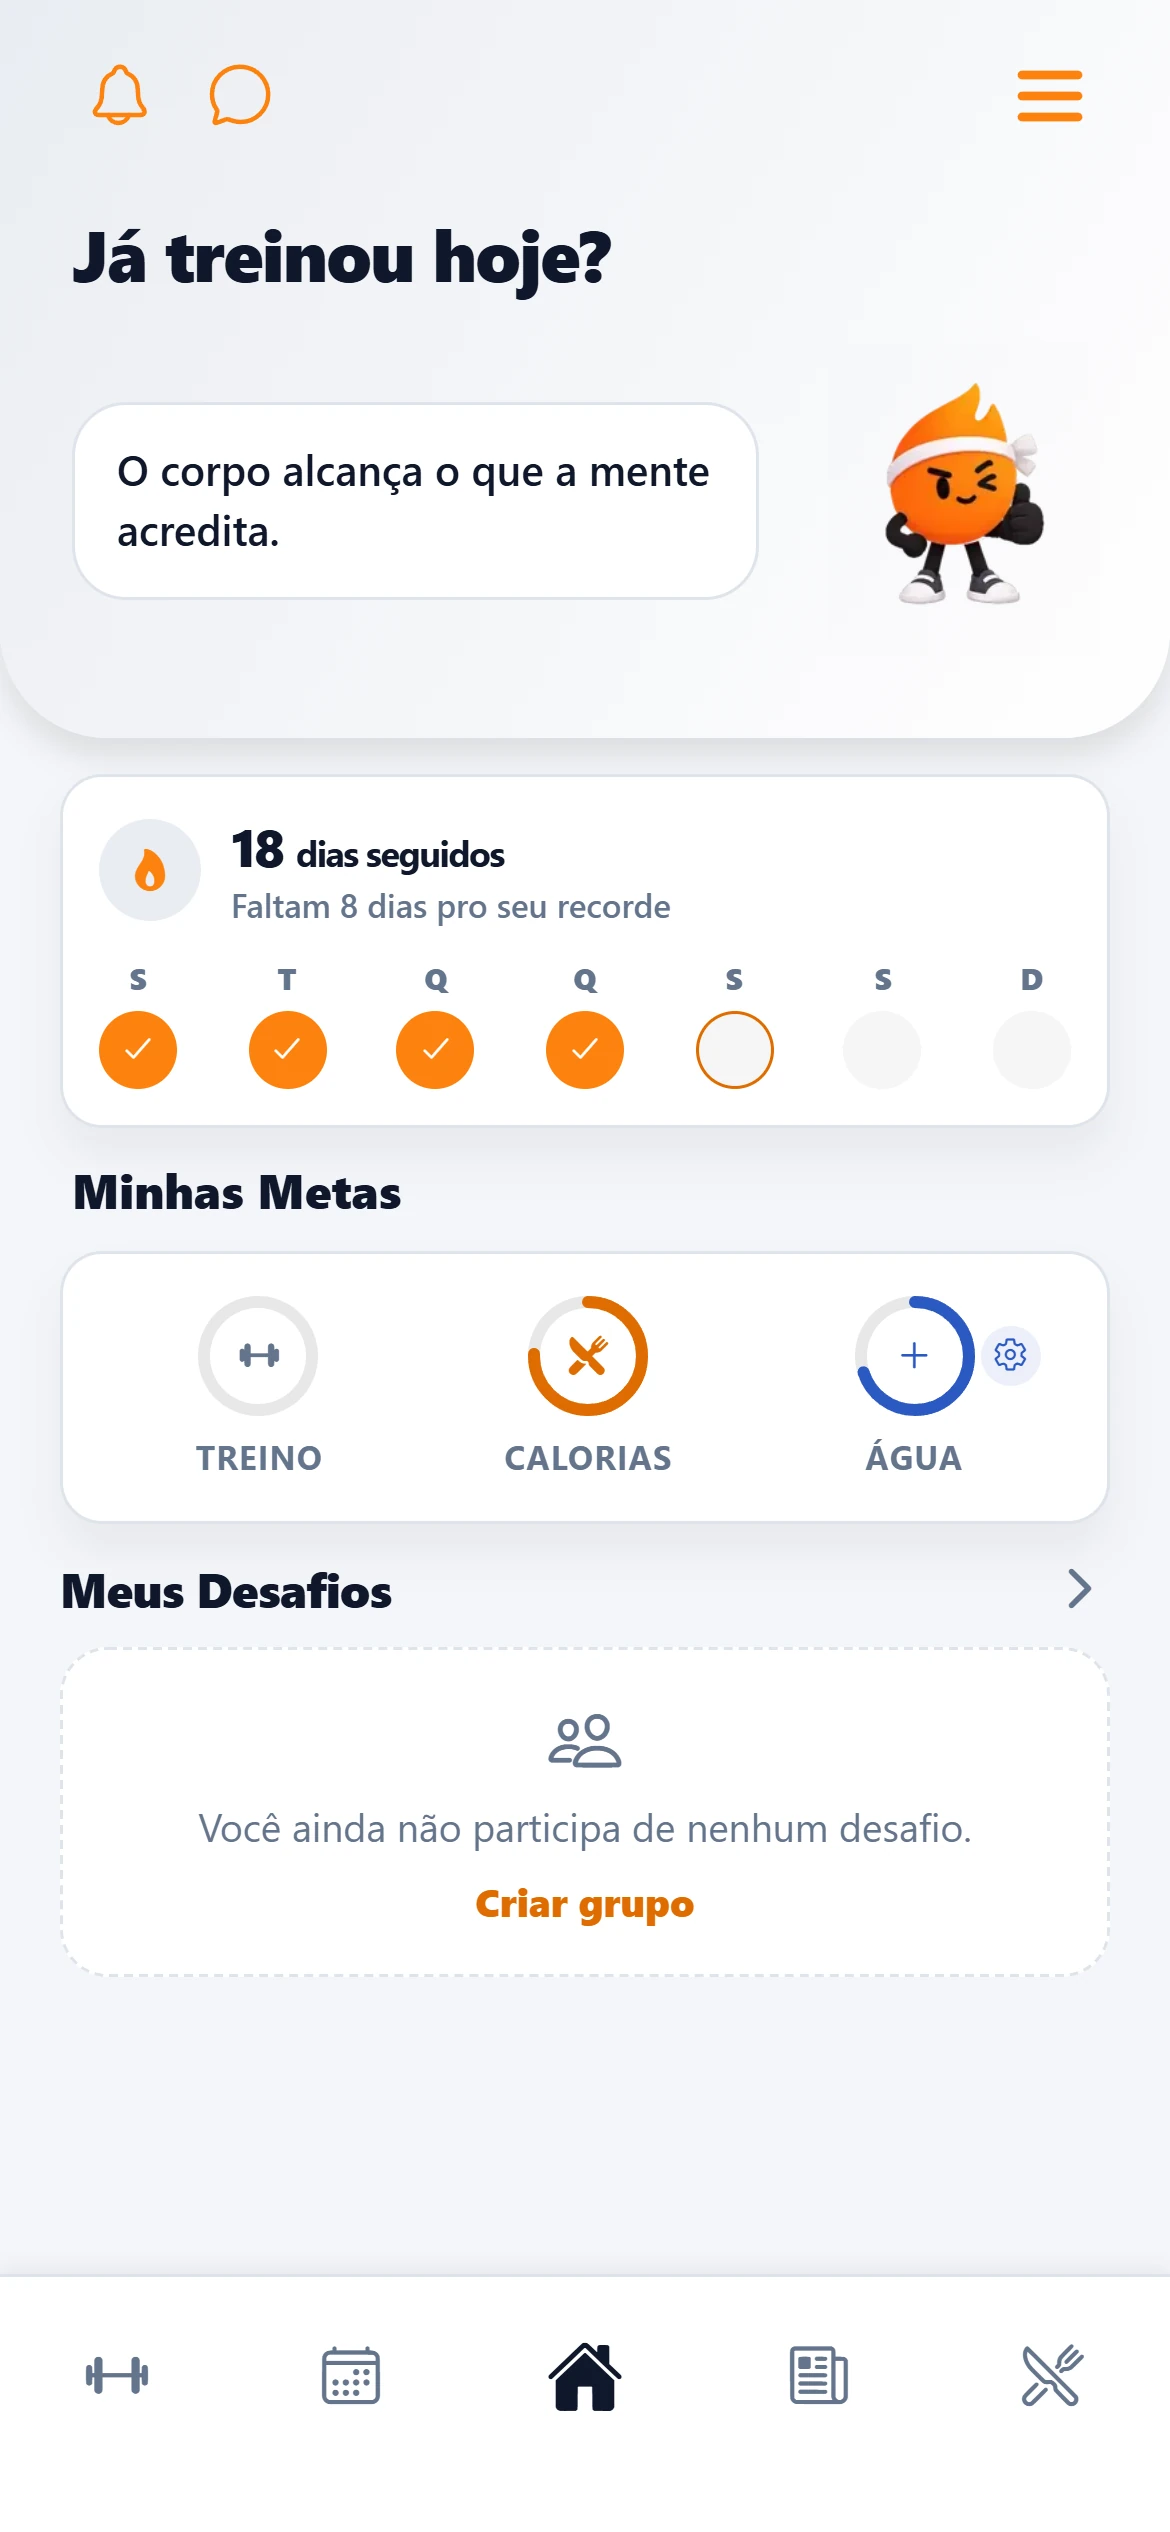 Já treinou hoje?
O corpo alcança o que a mente
acredita.
18 dias seguidos
Faltam 8 dias pro seu recorde
S T Q Q S S D
Minhas Metas
TREINO CALORIAS ÁGUA
Meus Desafios
Você ainda não participa de nenhum desafio.
Criar grupo